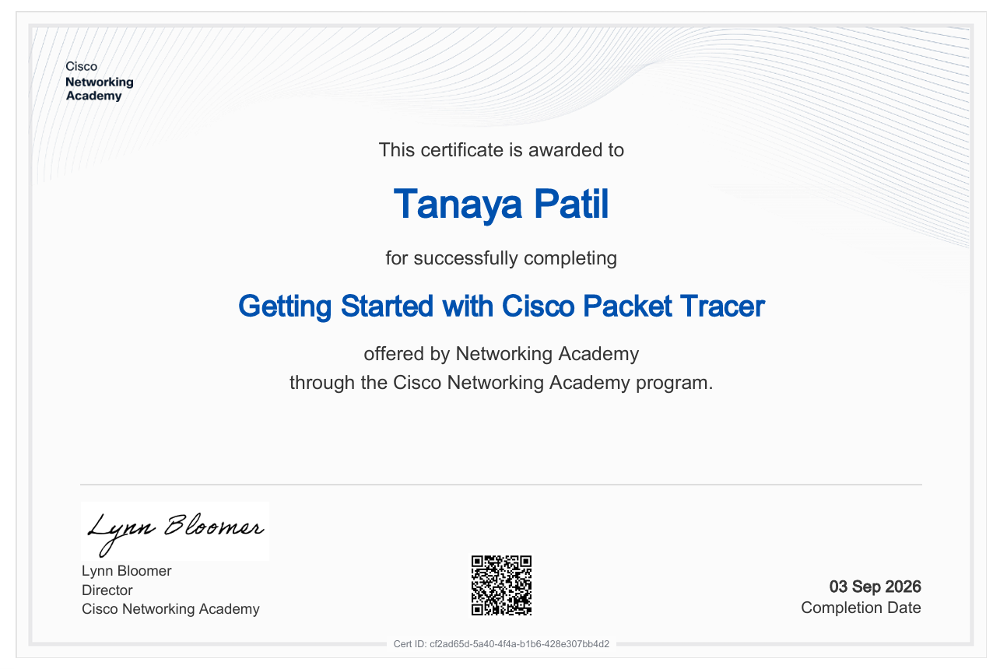 Cisco
Networking
Academy
This certificate is awarded to
Tanaya Patil
for successfully completing
Getting Started with Cisco Packet Tracer
offered by Networking Academy
through the Cisco Networking Academy program.
Lynn Bloomer
Lynn Bloomer
Director
Cisco Networking Academy
03 Sep 2026
Completion Date
Cert ID: cf2ad65d-5a40-4f4a-b1b6-428e307bb4d2